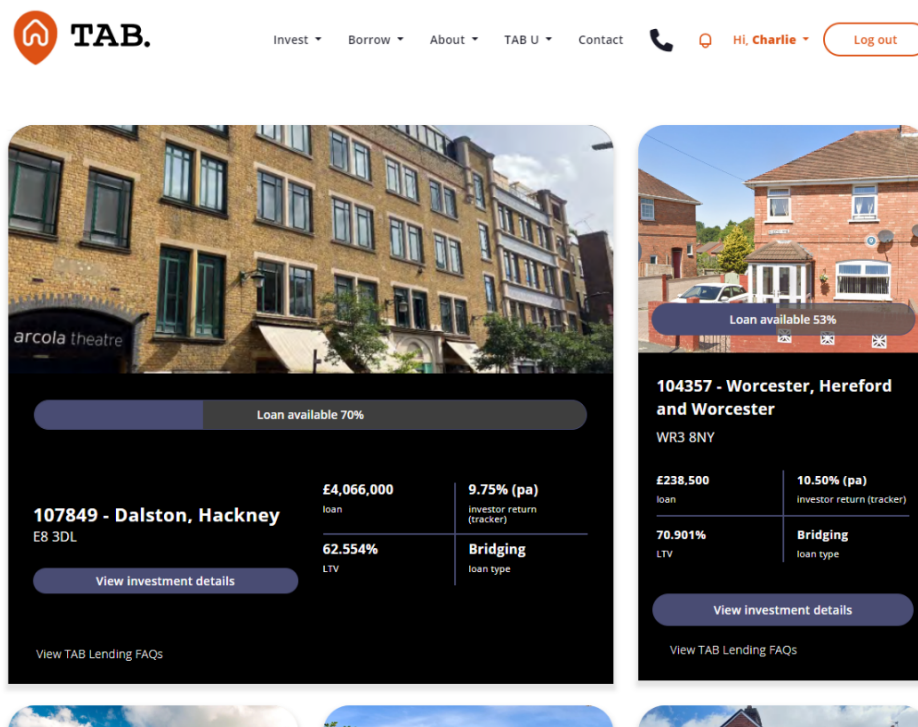 TAB.
Invest
Borrow
About
TAB U
Contact
Hi, Charlie
Log out
arcola theatre
Loan available 70%
107849 - Dalston, Hackney
E8 3DL
View investment details
£4,066,000
loan
9.75% (pa)
investor return
(tracker)
62.554%
LTV
Bridging
loan type
View TAB Lending FAQs
Loan available 53%
104357 - Worcester, Hereford
and Worcester
WR3 8NY
£238,500
loan
10.50% (pa)
investor return (tracker)
70.901%
LTV
Bridging
loan type
View investment details
View TAB Lending FAQs